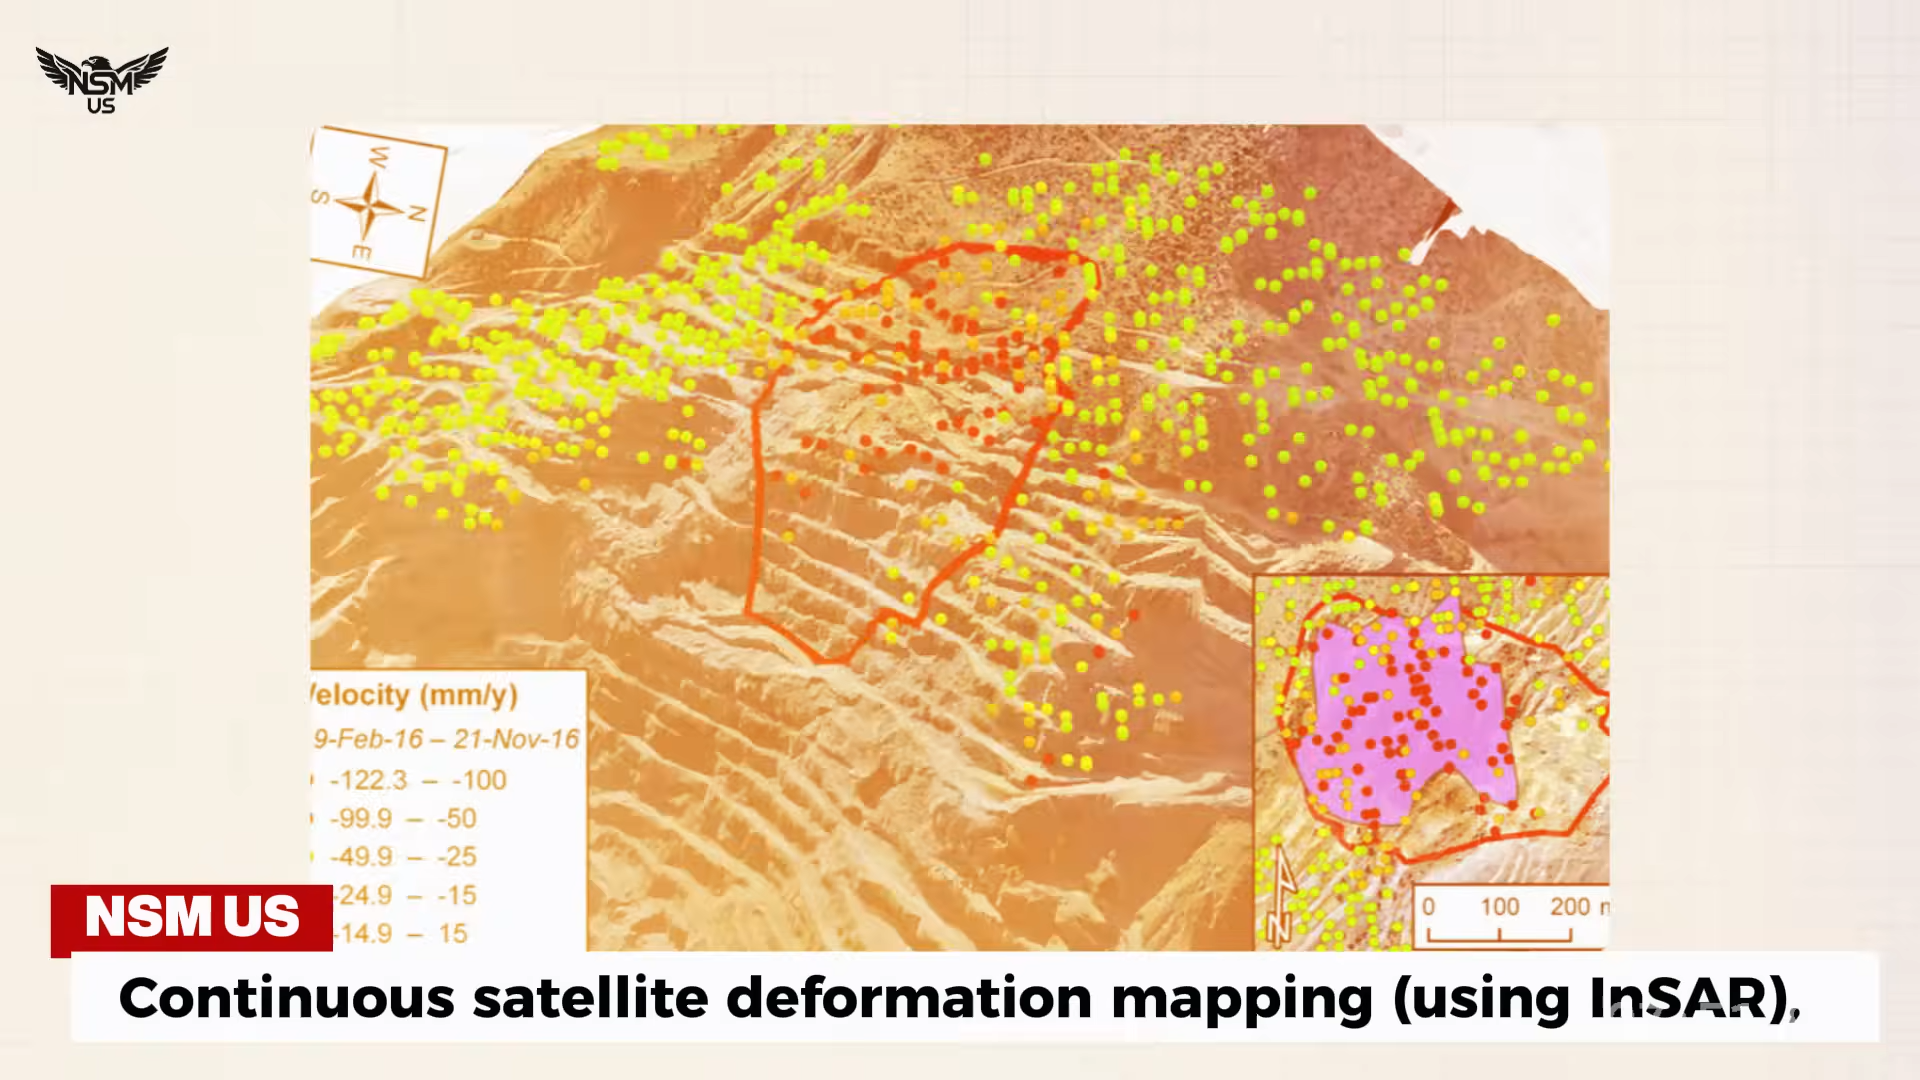 NSM
US
W
S
N
E
Velocity (mm/y)
9-Feb-16 – 21-Nov-16
-122.3 – -100
-99.9 – -50
-49.9 – -25
-24.9 – -15
-14.9 – 15
N
0 100 200 m
NSM US
Continuous satellite deformation mapping (using InSAR),